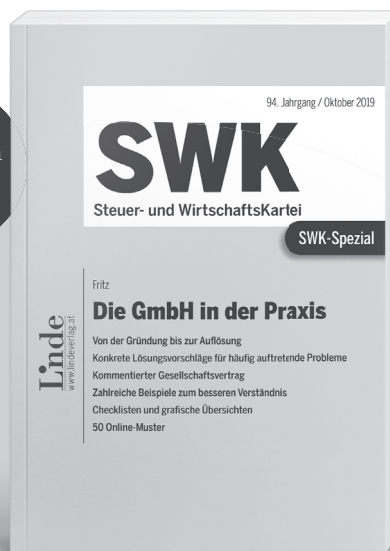 94. Jahrgang / Oktober 2019
SWK
Steuer- und WirtschaftsKartei
SWK-Spezial
Fritz
Die GmbH in der Praxis
Von der Gründung bis zur Auflösung
Konkrete Lösungsvorschläge für häufig auftretende Probleme
Kommentierter Gesellschaftsvertrag
Zahlreiche Beispiele zum besseren Verständnis
Checklisten und grafische Übersichten
50 Online-Muster
Linde
www.lindeverlag.at